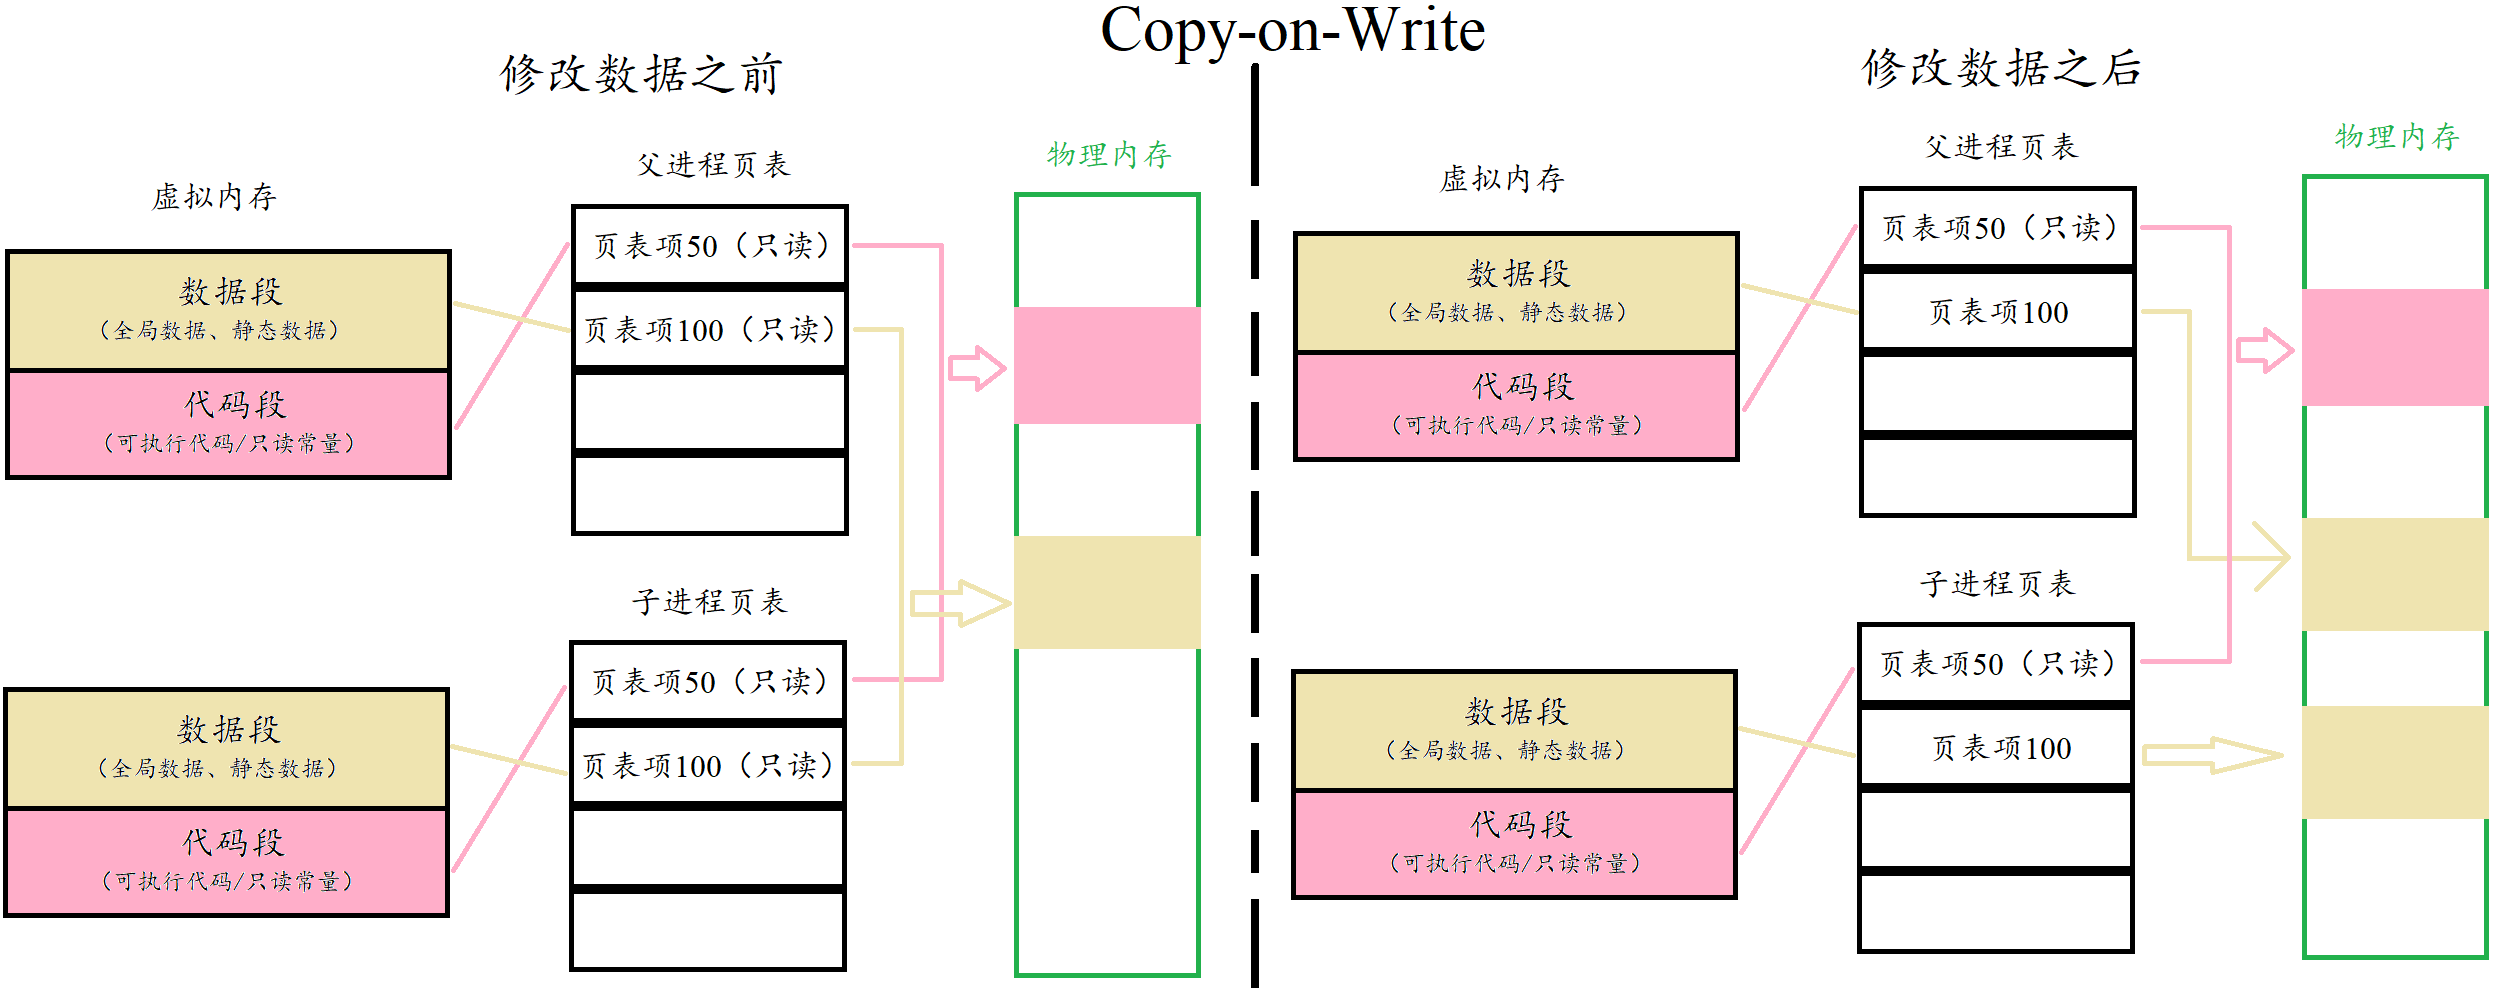 Copy-on-Write
修改数据之前
虚拟内存
父进程页表
物理内存
数据段
（全局数据、静态数据）
代码段
（可执行代码/只读常量）
页表项50（只读）
页表项100（只读）
子进程页表
数据段
（全局数据、静态数据）
代码段
（可执行代码/只读常量）
页表项50（只读）
页表项100（只读）
修改数据之后
虚拟内存
父进程页表
物理内存
数据段
（全局数据、静态数据）
代码段
（可执行代码/只读常量）
页表项50（只读）
页表项100
子进程页表
数据段
（全局数据、静态数据）
代码段
（可执行代码/只读常量）
页表项50（只读）
页表项100